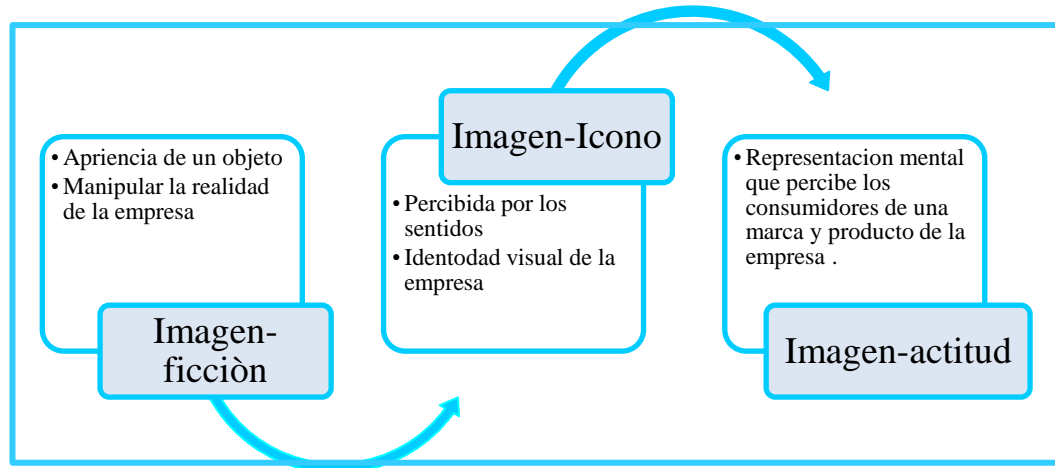 • Apriencia de un objeto
• Manipular la realidad
de la empresa
Imagen-
ficciòn
Imagen-Icono
• Percibida por los
sentidos
• Identodad visual de la
empresa
• Representacion mental
que percibe los
consumidores de una
marca y producto de la
empresa .
Imagen-actitud